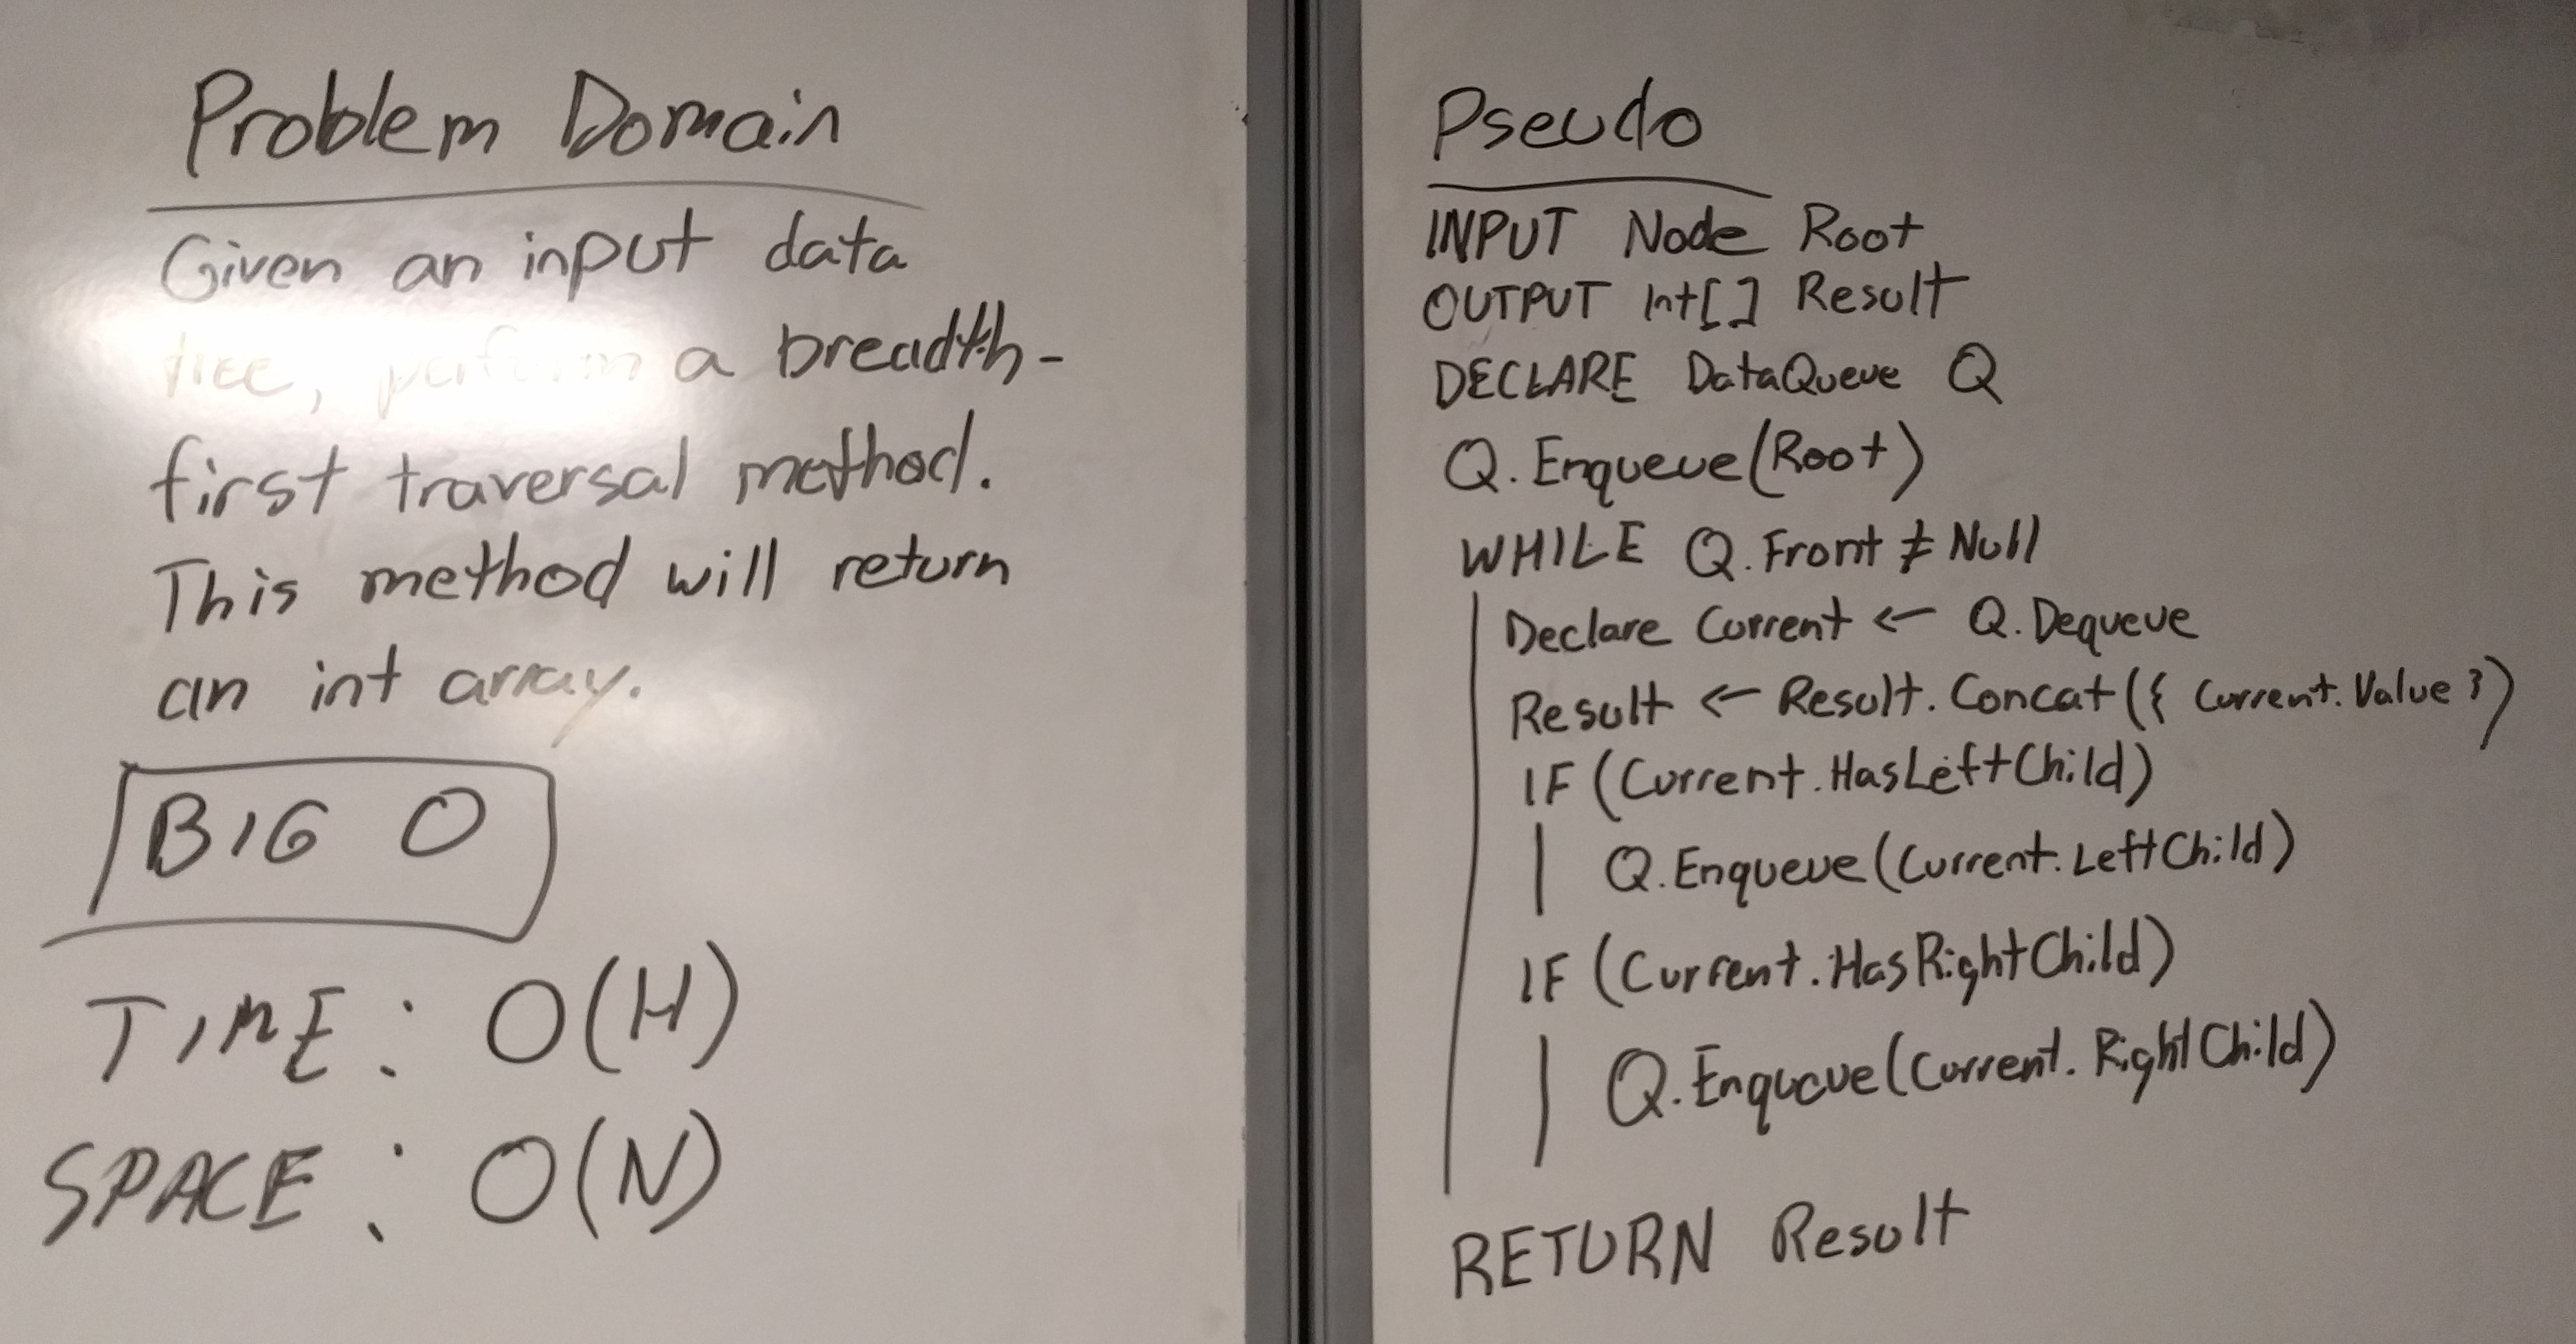 Problem Domain
Given an input data
tree, perform a breadth-
first traversal method.
This method will return
an int array.
BIG O
TIME: O(H)
SPACE: O(N)
Pseudo
INPUT Node Root
OUTPUT Int[] Result
DECLARE DataQueue Q
Q.Enqueue(Root)
WHILE Q.Front ≠ Null
Declare Current ← Q.Dequeue
Result ← Result.Concat({ Current.Value })
IF (Current.HasLeftChild)
Q.Enqueue(Current.LeftChild)
IF (Current.HasRightChild)
Q.Enqueue(Current.RightChild)
RETURN Result